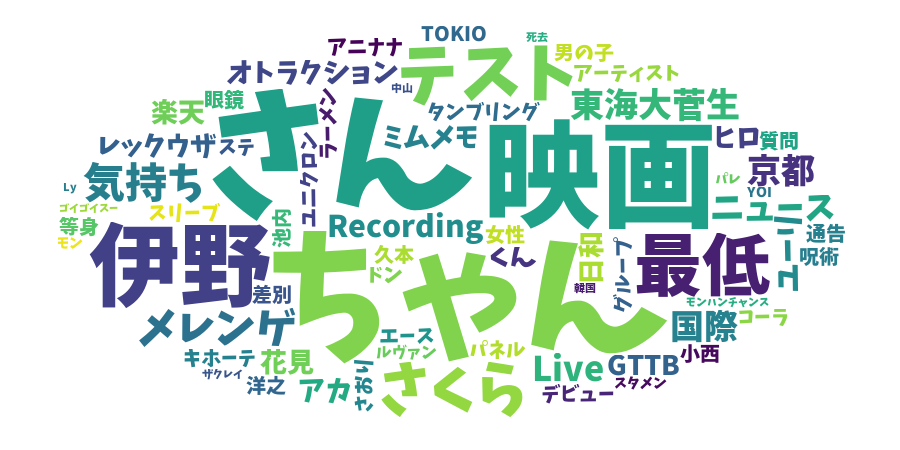 TOKIO
死去
アニナナ
テスト
男の子
オトラクション
中山
アーティスト
楽天
眼鏡
ラーメン
タンブリング
東海大菅生
さん
映画
レックウザ
ステ
ミムメモ
ヒロ
質問
ユニクロン
気持ち
京都
パレ
Ly
YOI
ゴイゴイスー
スリーブ
Recording
ニュース
等身
モン
池内
女性
日和
通告
伊野
ちゃん
久本
くん
グループ
最低
ユーリ
呪術
ドン
差別
韓国
モンハンチャンス
メレンゲ
エース
国際
コーラ
キホーテ
花見
ルヴァン
パネル
小西
ザクレイ
洋之
アカ
さおり
さくら
Live
GTTB
スタメン
デビュー